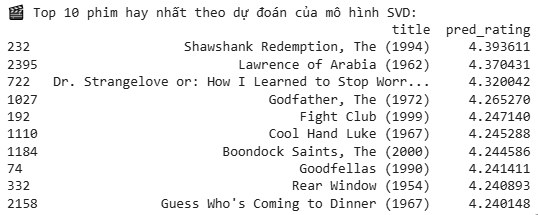 🎬 Top 10 phim hay nhất theo dự đoán của mô hình SVD:
title pred_rating
232 Shawshank Redemption, The (1994) 4.393611
2395 Lawrence of Arabia (1962) 4.370431
722 Dr. Strangelove or: How I Learned to Stop Worr... 4.320042
1027 Godfather, The (1972) 4.265270
192 Fight Club (1999) 4.247140
1110 Cool Hand Luke (1967) 4.245288
1184 Boondock Saints, The (2000) 4.244586
74 Goodfellas (1990) 4.241411
332 Rear Window (1954) 4.240893
2158 Guess Who's Coming to Dinner (1967) 4.240148